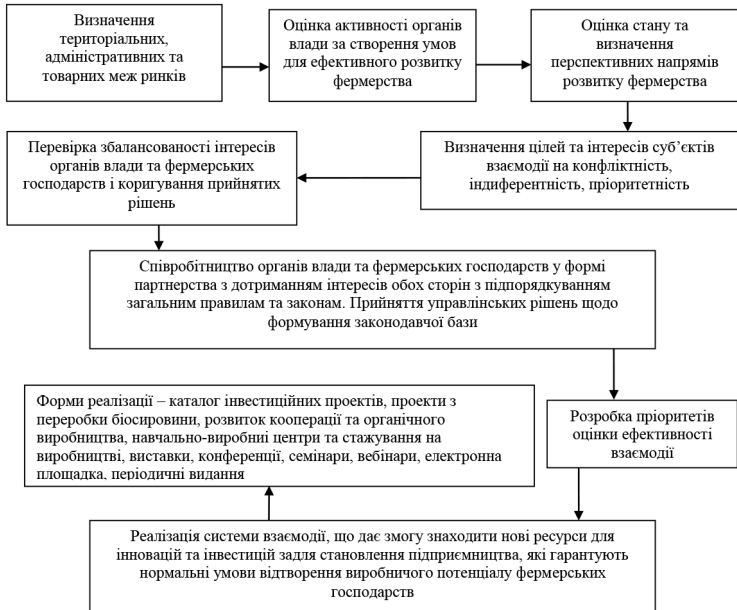 Визначення
територіальних,
адміністративних та
товарних меж ринків
Оцінка активності органів
влади за створення умов
для ефективного розвитку
фермерства
Оцінка стану та
визначення
перспективних напрямів
розвитку фермерства
Визначення цілей та інтересів суб’єктів
взаємодії на конфліктність,
індиферентність, пріоритетність
Перевірка збалансованості інтересів
органів влади та фермерських
господарств і коригування прийнятих
рішень
Співробітництво органів влади та фермерських господарств у формі
партнерства з дотриманням інтересів обох сторін з підпорядкуванням
загальним правилам та законам. Прийняття управлінських рішень щодо
формування законодавчої бази
Розробка пріоритетів
оцінки ефективності
взаємодії
Форми реалізації – каталог інвестиційних проектів, проекти з
переробки біосировини, розвиток кооперації та органічного
виробництва, навчально-виробниі центри та стажування на
виробництві, виставки, конференції, семінари, вебінари, електронна
площадка, періодичні видання
Реалізація системи взаємодії, що дає змогу знаходити нові ресурси для
інновацій та інвестицій задля становлення підприємництва, які гарантують
нормальні умови відтворення виробничого потенціалу фермерських
господарств